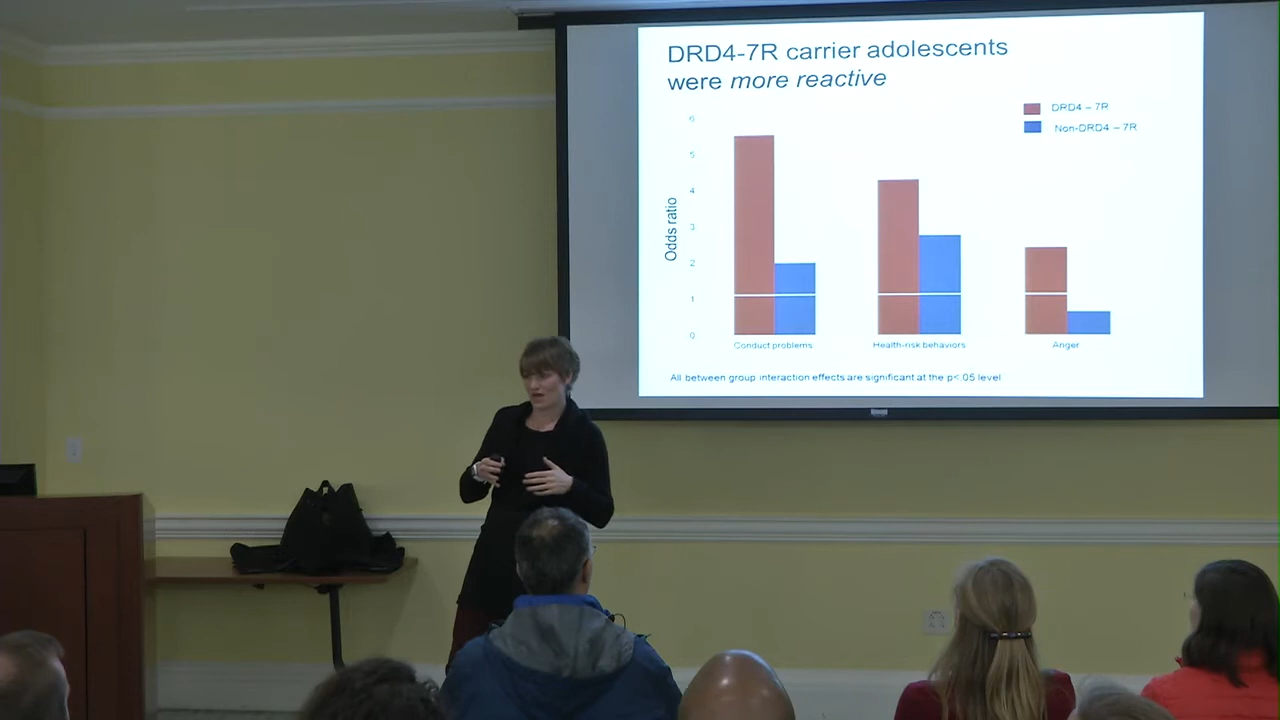 DRD4-7R carrier adolescents
were more reactive
DRD4 – 7R
Non-DRD4 – 7R
6
5
4
3
2
1
0
Odds ratio
Conduct problems
Health-risk behaviors
Anger
All between group interaction effects are significant at the p<.05 level